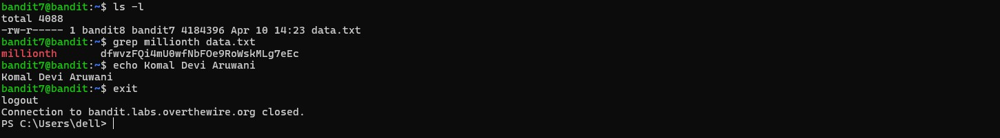 bandit7@bandit:~$ ls -l
total 4088
-rw-r----- 1 bandit8 bandit7 4184396 Apr 10 14:23 data.txt
bandit7@bandit:~$ grep millionth data.txt
millionth       dfwvzFQi4mU0wfNbFOe9RoWskMLg7eEc
bandit7@bandit:~$ echo Komal Devi Aruwani
Komal Devi Aruwani
bandit7@bandit:~$ exit
logout
Connection to bandit.labs.overthewire.org closed.
PS C:\Users\dell>